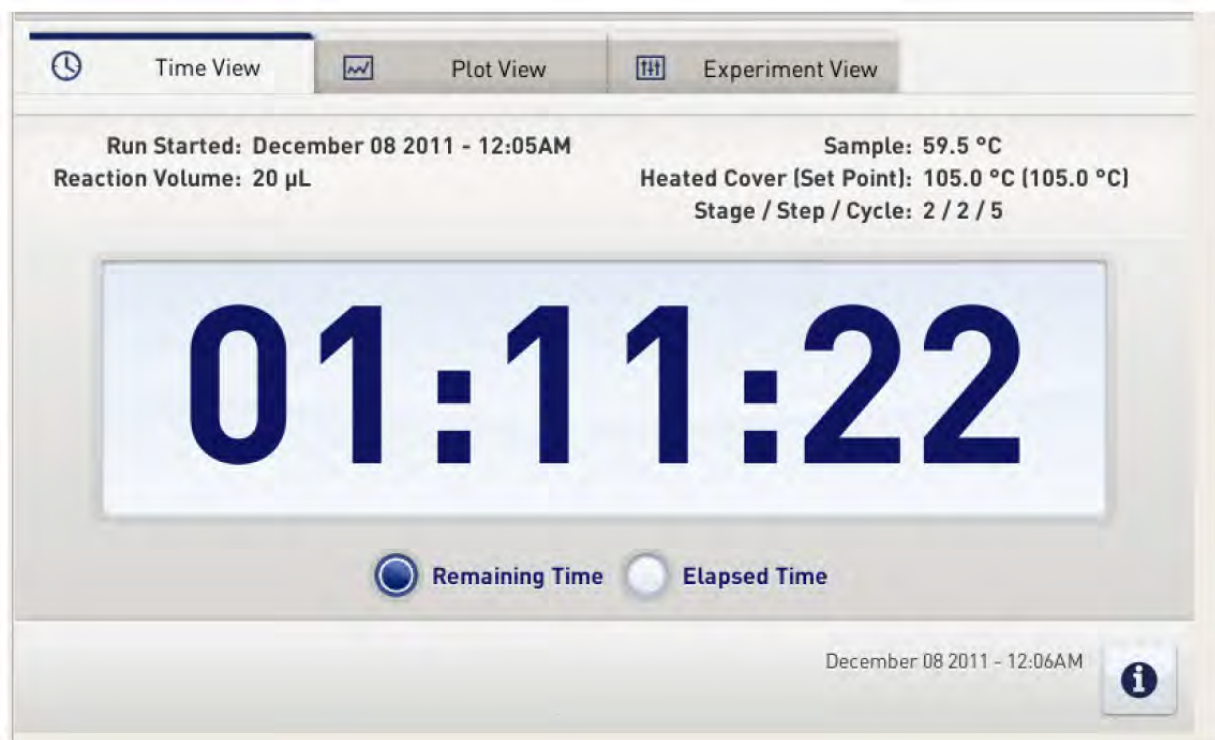 Time View Plot View Experiment View
Run Started: December 08 2011 - 12:05AM
Reaction Volume: 20 µL
Sample: 59.5 °C
Heated Cover (Set Point): 105.0 °C (105.0 °C)
Stage / Step / Cycle: 2 / 2 / 5
01:11:22
Remaining Time Elapsed Time
December 08 2011 - 12:06AM